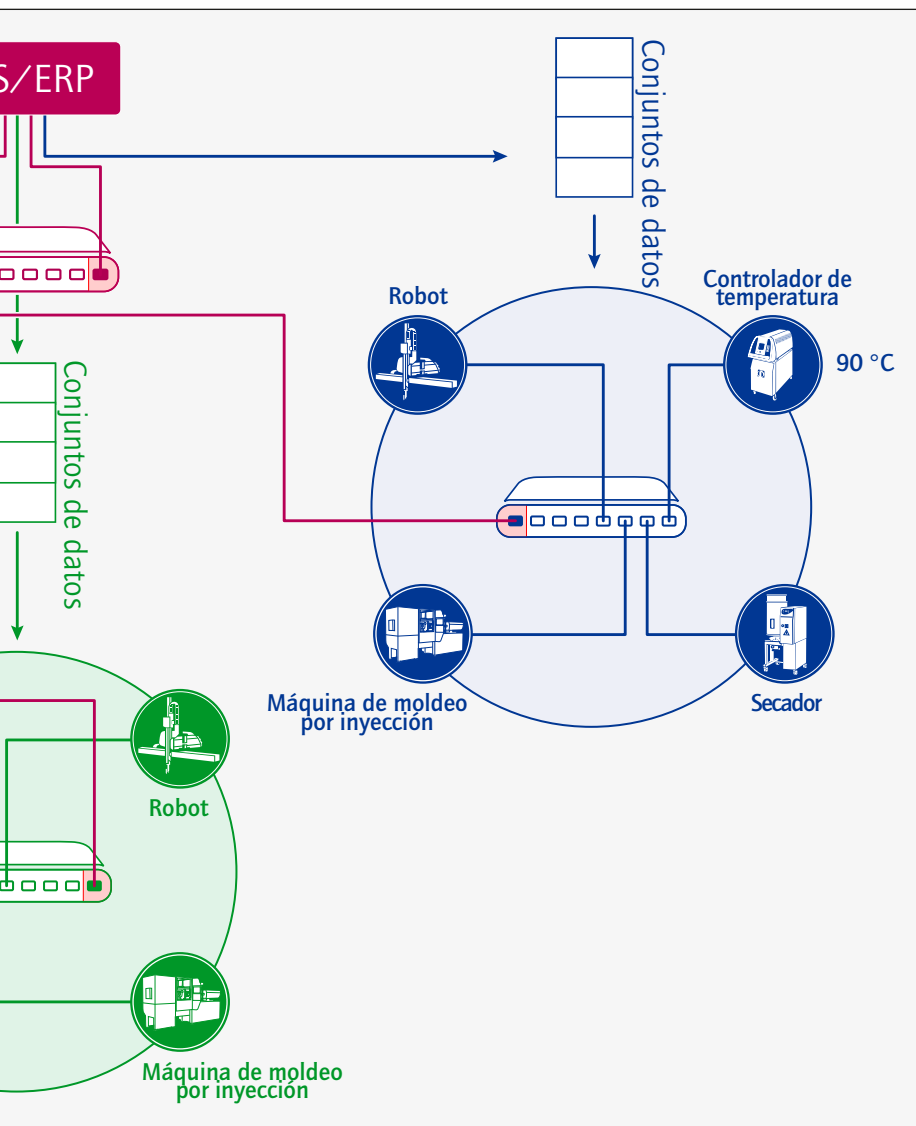 S/ERP
Conjuntos de datos
Robot
Controlador de
temperatura
90 °C
Conjuntos de datos
Máquina de moldeo
por inyección
Secador
Robot
Máquina de moldeo
por inyección